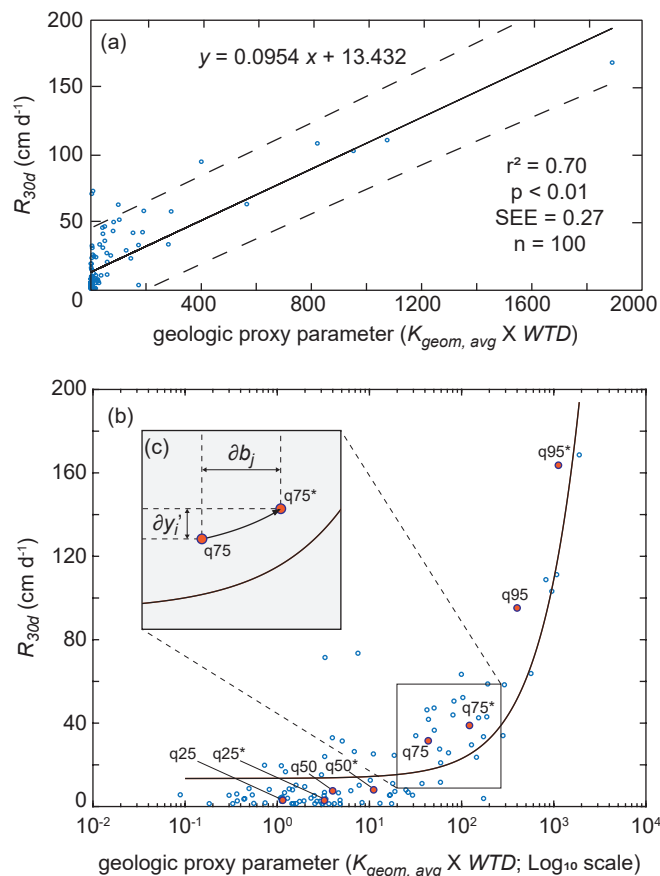 (a)
y = 0.0954 x + 13.432
r² = 0.70
p < 0.01
SEE = 0.27
n = 100
R30d (cm d-1)
200
150
100
50
0
400
800
1200
1600
2000
geologic proxy parameter (Kgeom, avg X WTD)
(b)
(c)
∂bj
q75*
∂yi’
q75
q95*
q95
q75*
q75
q25
q25*
q50
q50*
R30d (cm d-1)
200
160
120
80
40
0
10-2
10-1
100
101
102
103
104
geologic proxy parameter (Kgeom, avg X WTD; Log₁₀ scale)